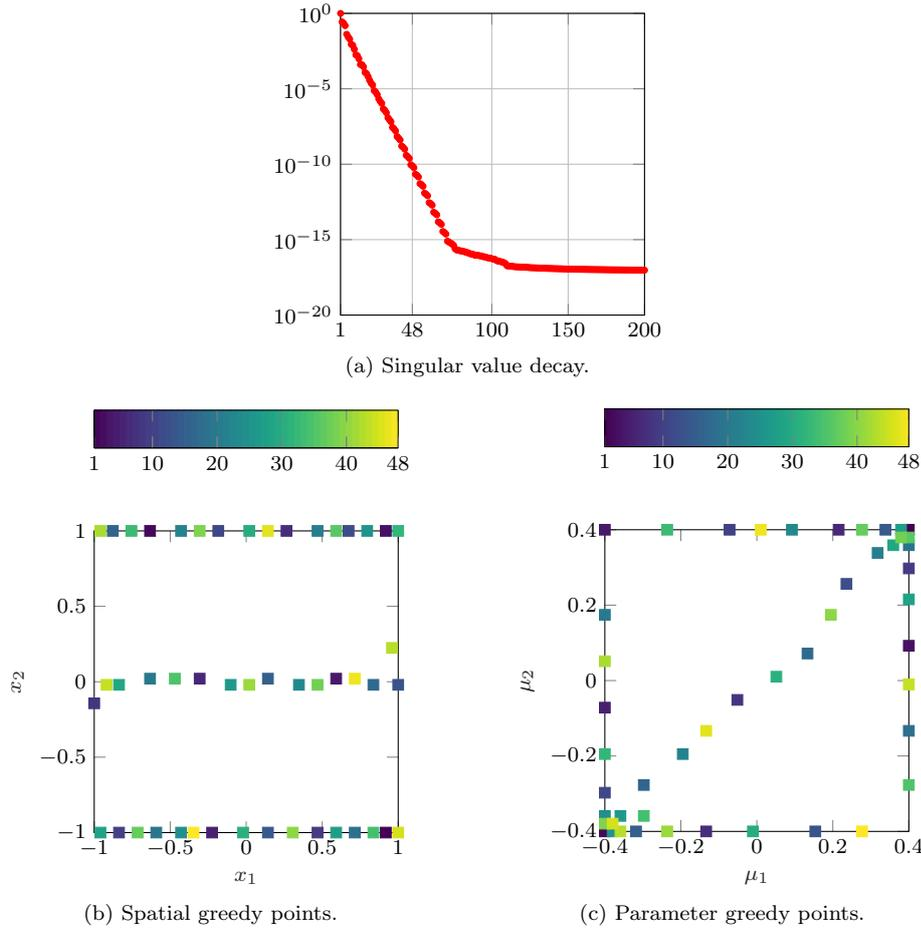 10^0
10^−5
10^−10
10^−15
10^−20
1 48 100 150 200
(a) Singular value decay.
1 10 20 30 40 48
1 10 20 30 40 48
1
0.5
0
−0.5
−1
x_2
−1 −0.5 0 0.5 1
x_1
0.4
0.2
0
−0.2
−0.4
μ_2
−0.4 −0.2 0 0.2 0.4
μ_1
(b) Spatial greedy points.
(c) Parameter greedy points.